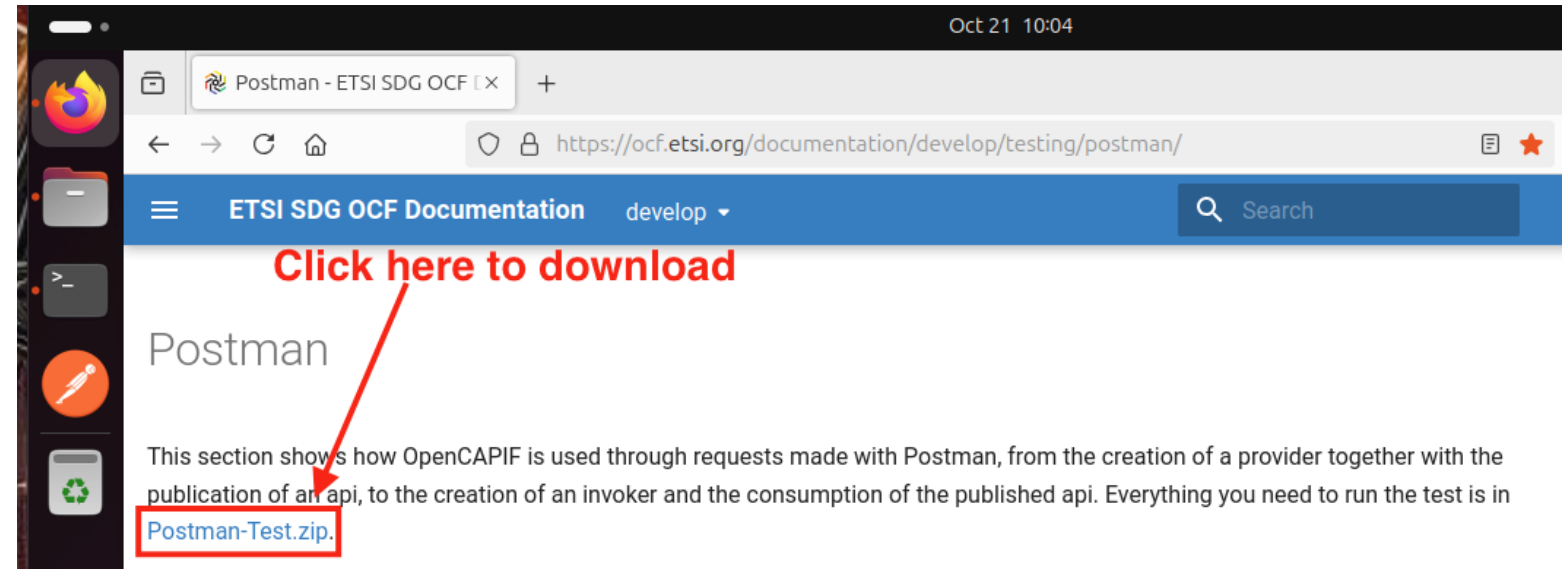 Oct 21 10:04
Postman - ETSI SDG OCF
https://ocf.etsi.org/documentation/develop/testing/postman/
ETSI SDG OCF Documentation develop Search
Click here to download
Postman
This section shows how OpenCAPIF is used through requests made with Postman, from the creation of a provider together with the
publication of an api, to the creation of an invoker and the consumption of the published api. Everything you need to run the test is in
Postman-Test.zip.